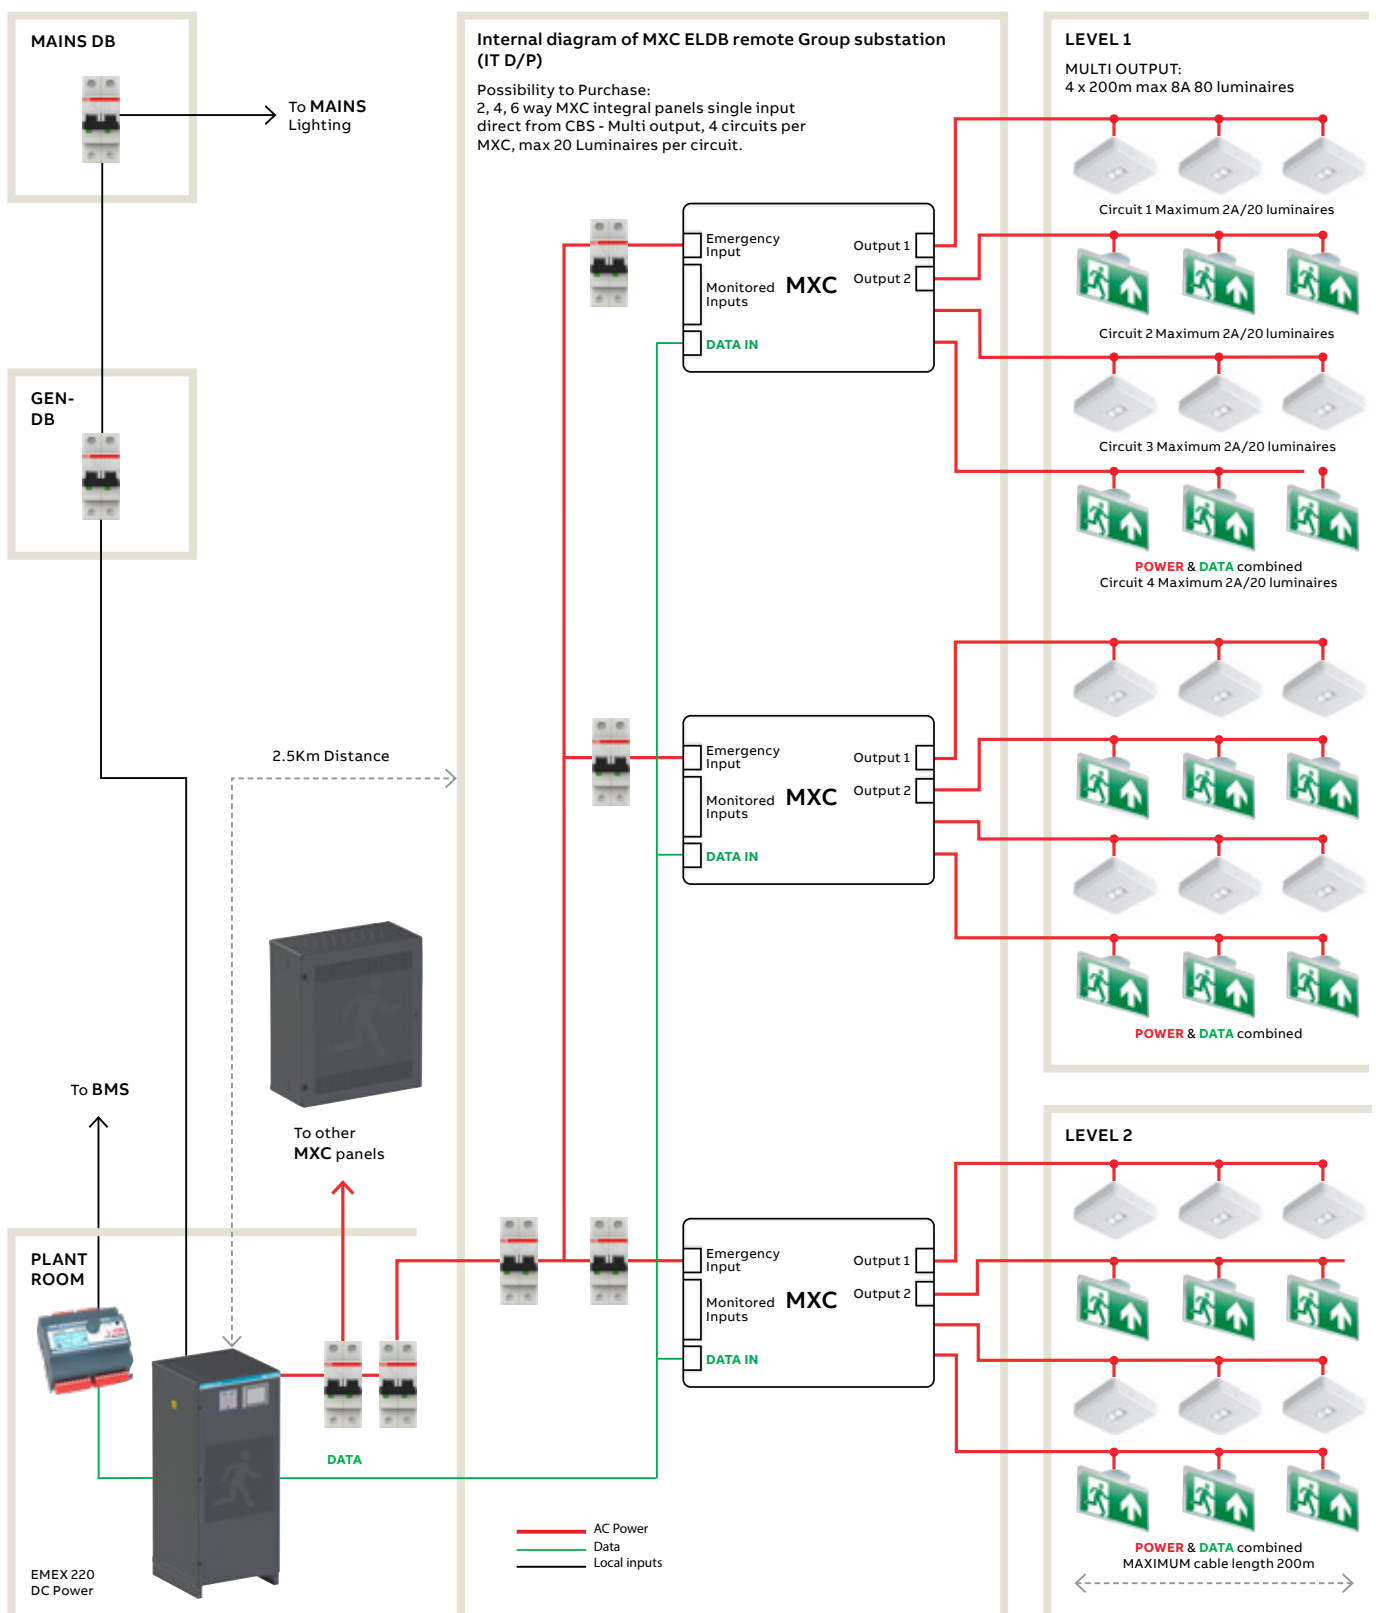 MAINS DB
To MAINS
Lighting
GEN-
DB
2.5Km Distance
To BMS
To other
MXC panels
PLANT
ROOM
DATA
EMEX 220
DC Power
Internal diagram of MXC ELDB remote Group substation
(IT D/P)
Possibility to Purchase:
2, 4, 6 way MXC integral panels single input
direct from CBS - Multi output, 4 circuits per
MXC, max 20 Luminaires per circuit.
Emergency
Input
Monitored
Inputs
DATA IN
MXC
Output 1
Output 2
Emergency
Input
Monitored
Inputs
DATA IN
MXC
Output 1
Output 2
Emergency
Input
Monitored
Inputs
DATA IN
MXC
Output 1
Output 2
AC Power
Data
Local inputs
LEVEL 1
MULTI OUTPUT:
4 x 200m max 8A 80 luminaires
Circuit 1 Maximum 2A/20 luminaires
Circuit 2 Maximum 2A/20 luminaires
Circuit 3 Maximum 2A/20 luminaires
POWER & DATA combined
Circuit 4 Maximum 2A/20 luminaires
POWER & DATA combined
LEVEL 2
POWER & DATA combined
MAXIMUM cable length 200m